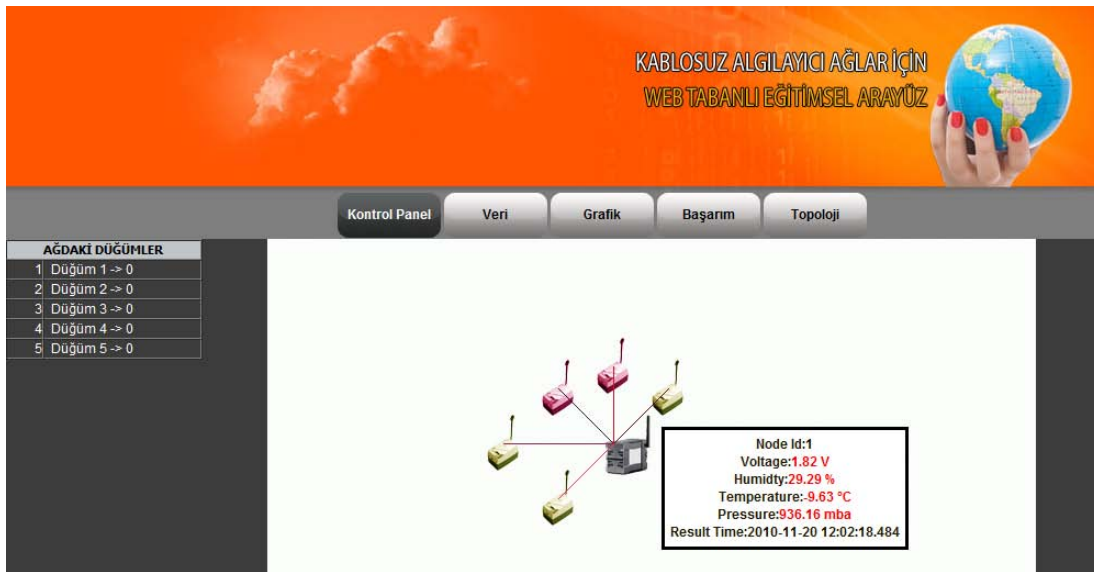 KABLOSUZ ALGILAYICI AĞLAR İÇİN
WEB TABANLI EĞİTİMSEL ARAYÜZ
Kontrol Panel
Veri
Grafik
Başarım
Topoloji
AĞDAKİ DÜĞÜMLER
1 Düğüm 1 -> 0
2 Düğüm 2 -> 0
3 Düğüm 3 -> 0
4 Düğüm 4 -> 0
5 Düğüm 5 -> 0
Node Id:1
Voltage:1.82 V
Humidty:29.29 %
Temperature:-9.63 °C
Pressure:936.16 mba
Result Time:2010-11-20 12:02:18.484